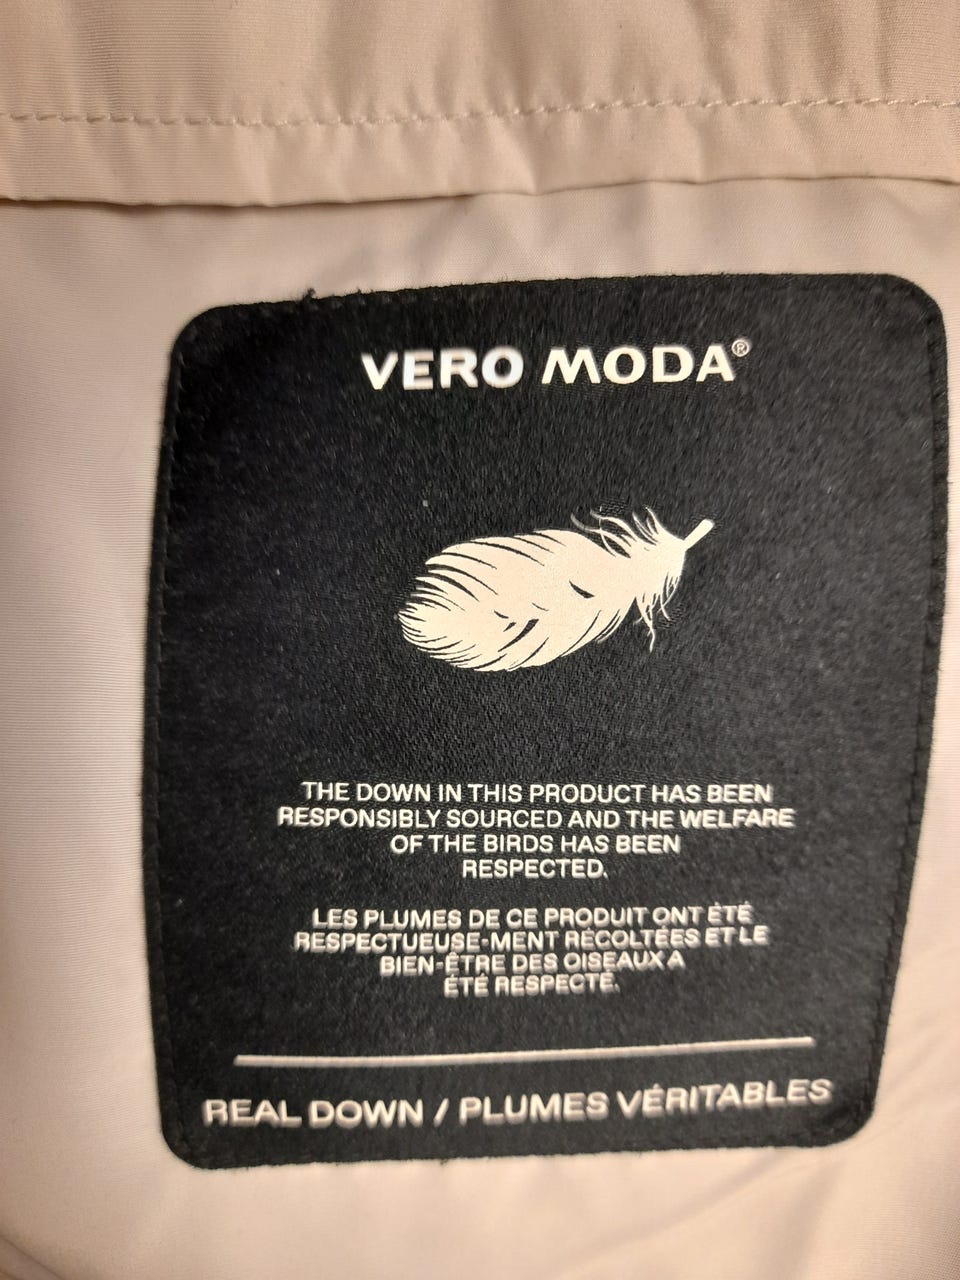 VERO MODA®
THE DOWN IN THIS PRODUCT HAS BEEN
RESPONSIBLY SOURCED AND THE WELFARE
OF THE BIRDS HAS BEEN
RESPECTED.
LES PLUMES DE CE PRODUIT ONT ÉTÉ
RESPECTUEUSE-MENT RÉCOLTÉES ET LE
BIEN-ÊTRE DES OISEAUX A
ÉTÉ RESPECTÉ.
REAL DOWN / PLUMES VÉRITABLES